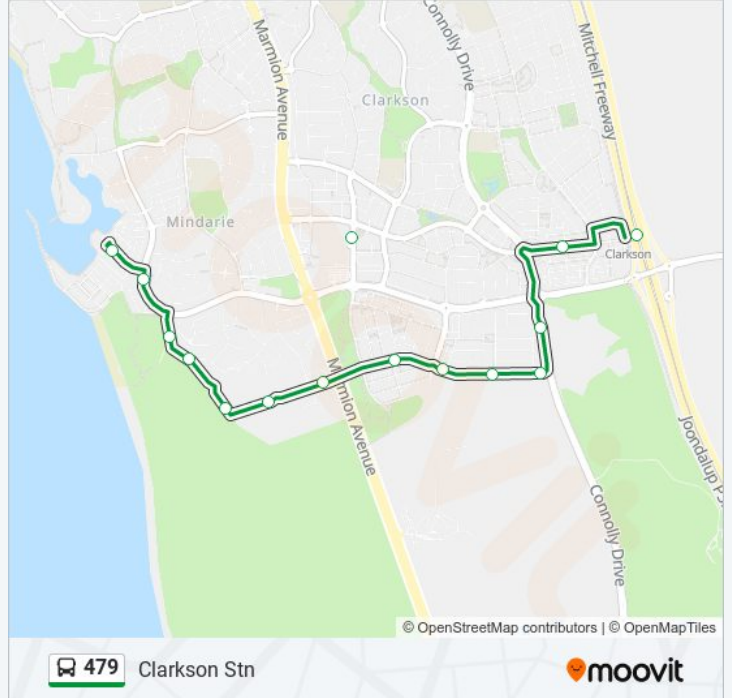 Marmion Avenue
Connolly Drive
Mitchell Freeway
Clarkson
Mindarie
Clarkson
Marmion Avenue
Joondalup PS
Connolly Drive
© OpenStreetMap contributors | © OpenMapTiles
479 Clarkson Stn
moovit